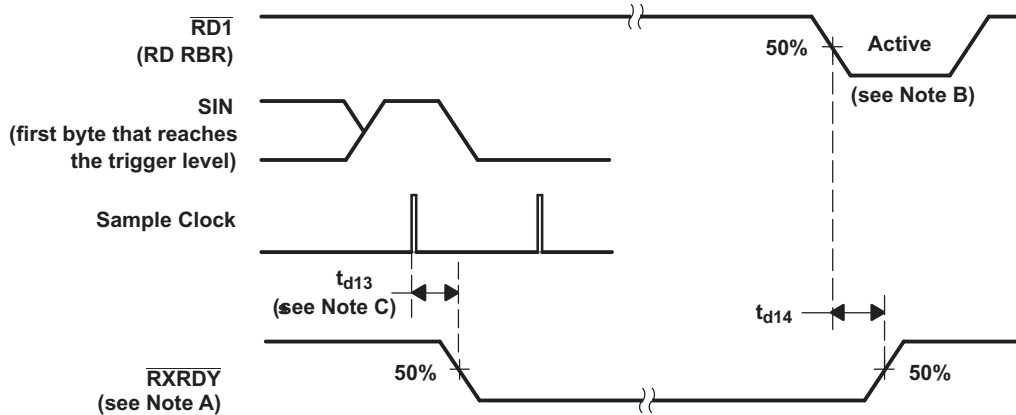 RD1
(RD RBR)
50%
Active
(see Note B)
SIN
(first byte that reaches
the trigger level)
Sample Clock
td13
(see Note C)
td14
RXRDY
(see Note A)
50%
50%